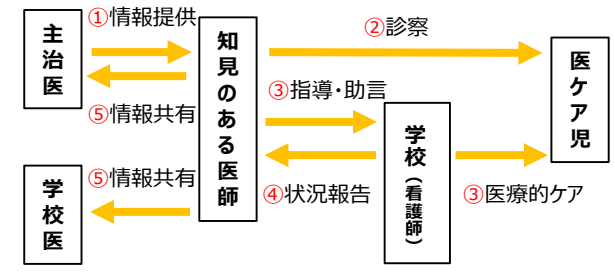 ①情報提供
主治医
⑤情報共有
知見のある医師
②診察
③指導・助言
医ケア児
学校（看護師）
④状況報告
③医療的ケア
⑤情報共有
学校医